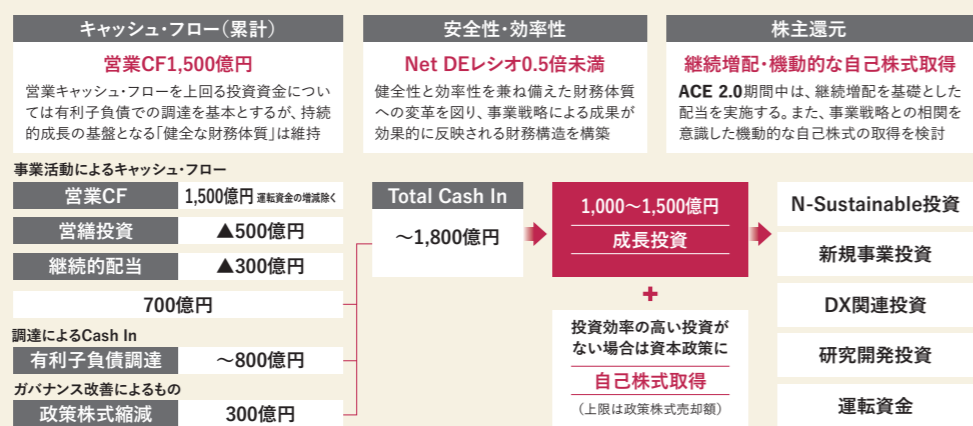 キャッシュ・フロー（累計）
営業CF1,500億円
営業キャッシュ・フローを上回る投資資金につい
ては有利子負債での調達を基本とするが、持続
的成長の基盤となる「健全な財務体質」は維持
安全性・効率性
Net DEレシオ0.5倍未満
健全性と効率性を兼ね備えた財務体質
への変革を図り、事業戦略による成果が
効果的に反映される財務構造を構築
株主還元
継続増配・機動的な自己株式取得
ACE 2.0期間中は、継続増配を基礎とした
配当を実施する。また、事業戦略との相関を
意識した機動的な自己株式の取得を検討
事業活動によるキャッシュ・フロー
営業CF 1,500億円 運転資金の増減除く
営繕投資 ▲500億円
継続的配当 ▲300億円
700億円
調達によるCash In
有利子負債調達 ～800億円
ガバナンス改善によるもの
政策株式縮減 300億円
Total Cash In
～1,800億円
1,000～1,500億円
成長投資
+
投資効率の高い投資が
ない場合は資本政策に
自己株式取得
（上限は政策株式売却額）
N-Sustainable投資
新規事業投資
DX関連投資
研究開発投資
運転資金